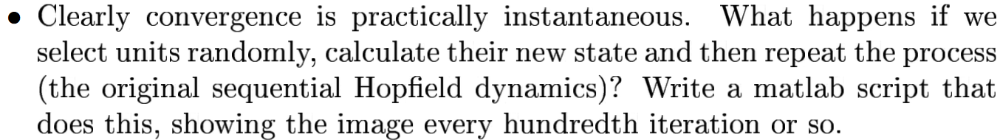 • Clearly convergence is practically instantaneous. What happens if we
select units randomly, calculate their new state and then repeat the process
(the original sequential Hopfield dynamics)? Write a matlab script that
does this, showing the image every hundredth iteration or so.